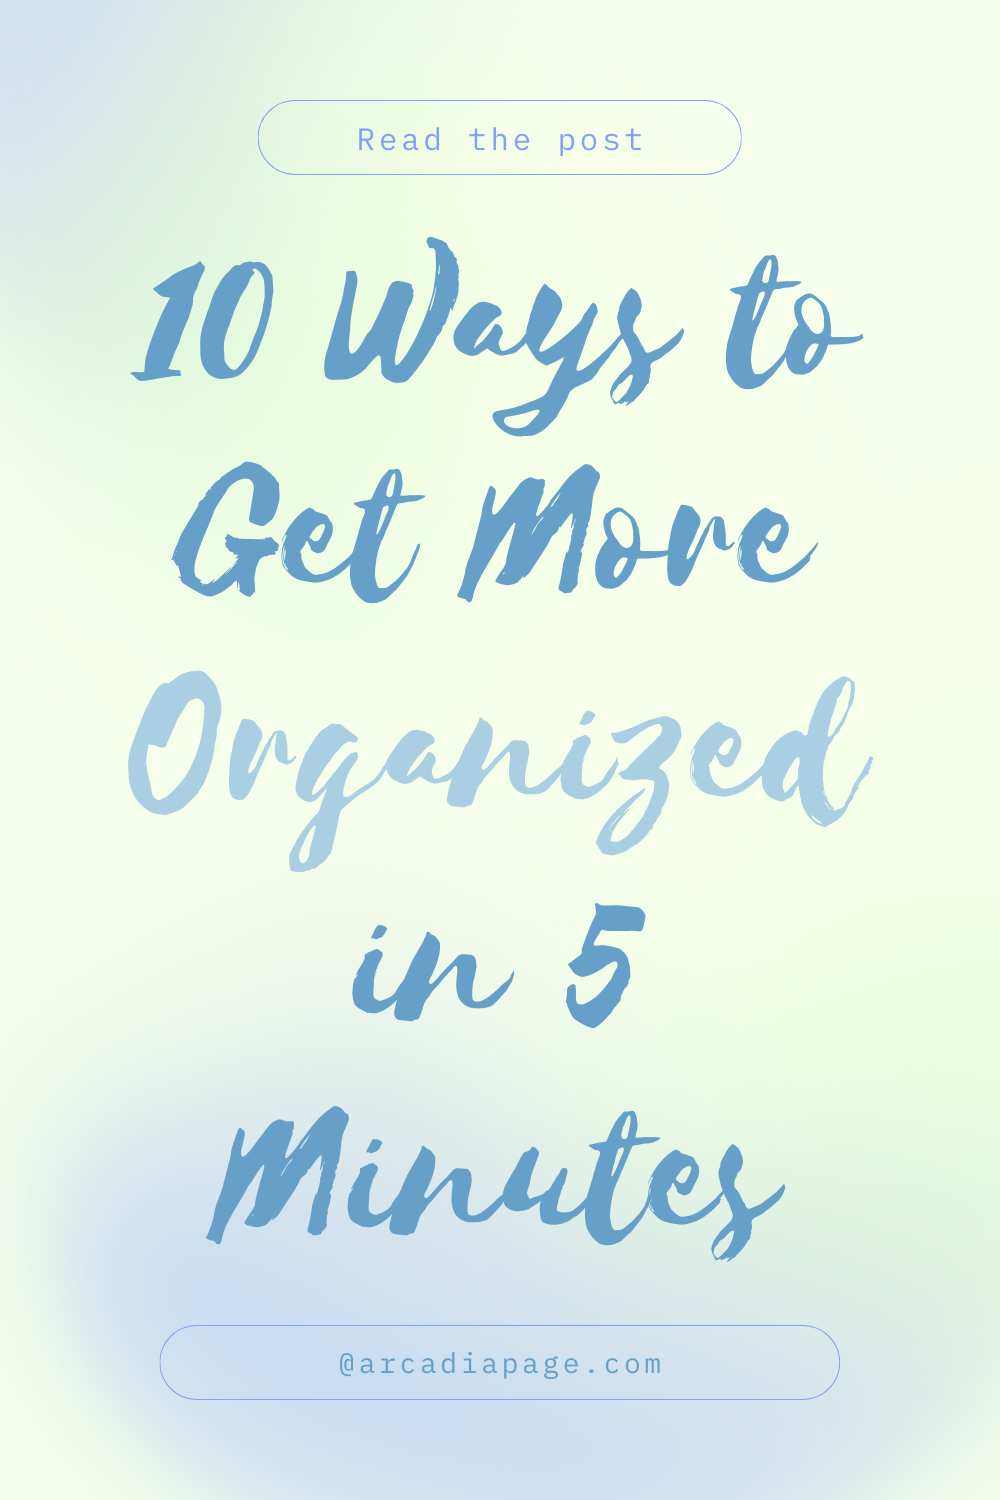 Read the post
10 Ways to
Get More
Organized
in 5
Minutes
@arcadiapage.com